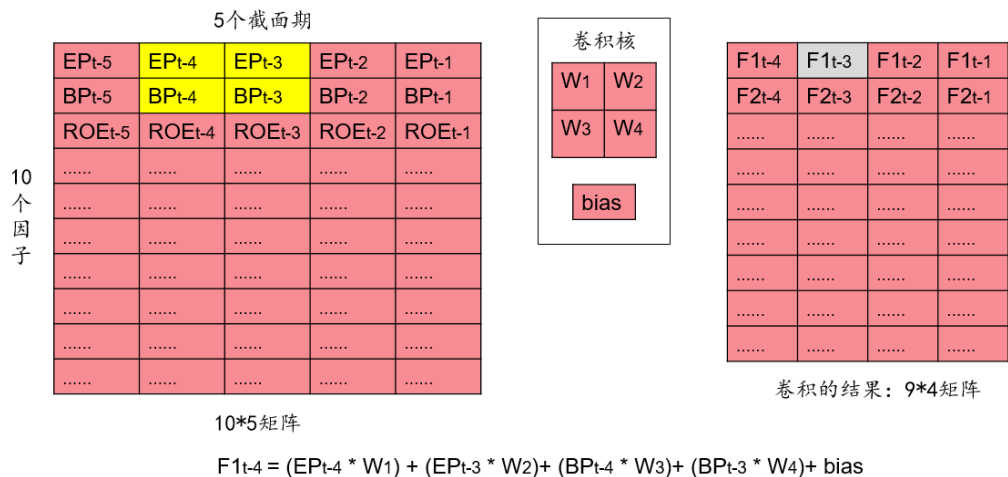 5个截面期
EPt-5 EPt-4 EPt-3 EPt-2 EPt-1
BPt-5 BPt-4 BPt-3 BPt-2 BPt-1
ROEt-5 ROEt-4 ROEt-3 ROEt-2 ROEt-1
...... ...... ...... ...... ......
...... ...... ...... ...... ......
...... ...... ...... ...... ......
...... ...... ...... ...... ......
...... ...... ...... ...... ......
...... ...... ...... ...... ......
...... ...... ...... ...... ......
10个因子
10*5矩阵
卷积核
W1 W2
W3 W4
bias
F1t-4 F1t-3 F1t-2 F1t-1
F2t-4 F2t-3 F2t-2 F2t-1
...... ...... ...... ......
...... ...... ...... ......
...... ...... ...... ......
...... ...... ...... ......
...... ...... ...... ......
...... ...... ...... ......
...... ...... ...... ......
卷积的结果：9*4矩阵
F1t-4 = (EPt-4 * W1) + (EPt-3 * W2)+ (BPt-4 * W3)+ (BPt-3 * W4)+ bias